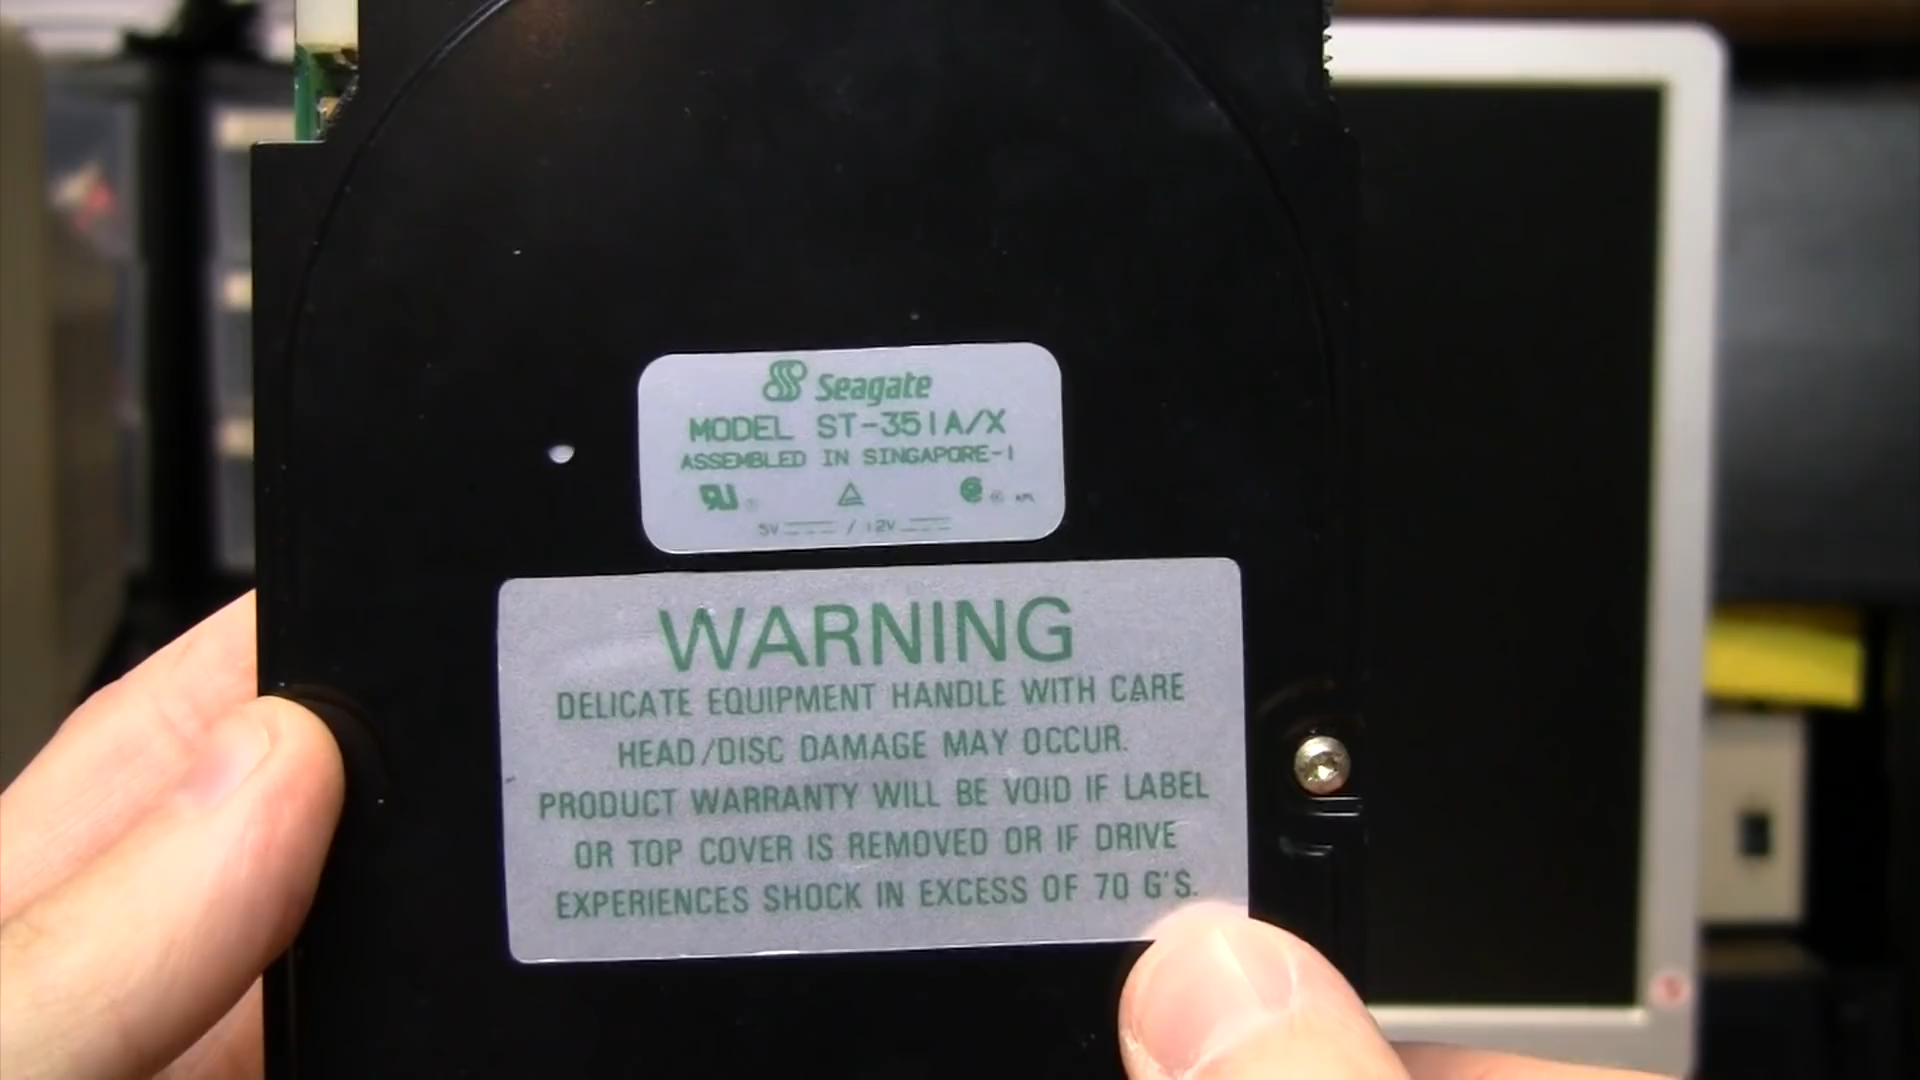 Seagate
MODEL ST-351A/X
ASSEMBLED IN SINGAPORE-1
5V / 12V
WARNING
DELICATE EQUIPMENT HANDLE WITH CARE
HEAD/DISC DAMAGE MAY OCCUR.
PRODUCT WARRANTY WILL BE VOID IF LABEL
OR TOP COVER IS REMOVED OR IF DRIVE
EXPERIENCES SHOCK IN EXCESS OF 70 G'S.